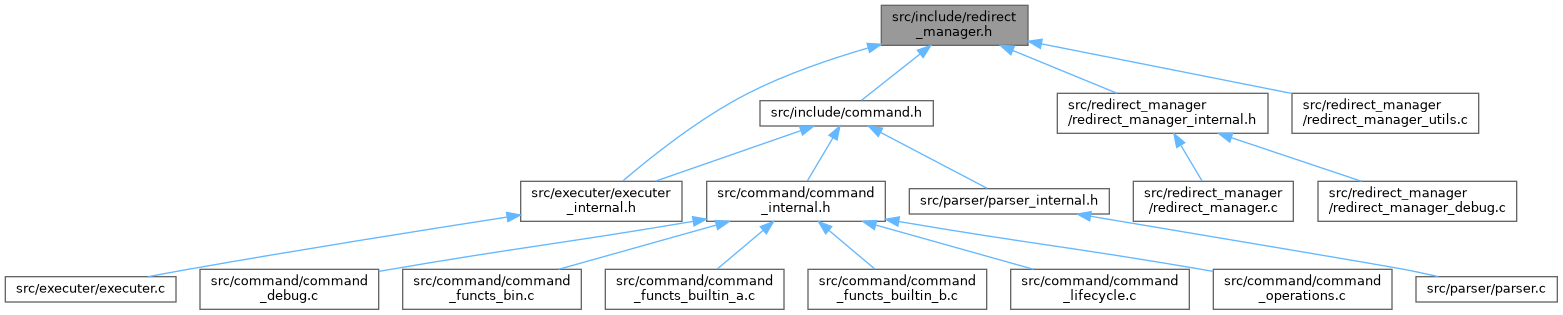 src/include/redirect
_manager.h
src/include/command.h
src/redirect_manager
/redirect_manager_internal.h
src/redirect_manager
/redirect_manager_utils.c
src/executer/executer
_internal.h
src/command/command
_internal.h
src/parser/parser_internal.h
src/redirect_manager
/redirect_manager.c
src/redirect_manager
/redirect_manager_debug.c
src/executer/executer.c
src/command/command
_debug.c
src/command/command
_functs_bin.c
src/command/command
_functs_builtin_a.c
src/command/command
_functs_builtin_b.c
src/command/command
_lifecycle.c
src/command/command
_operations.c
src/parser/parser.c